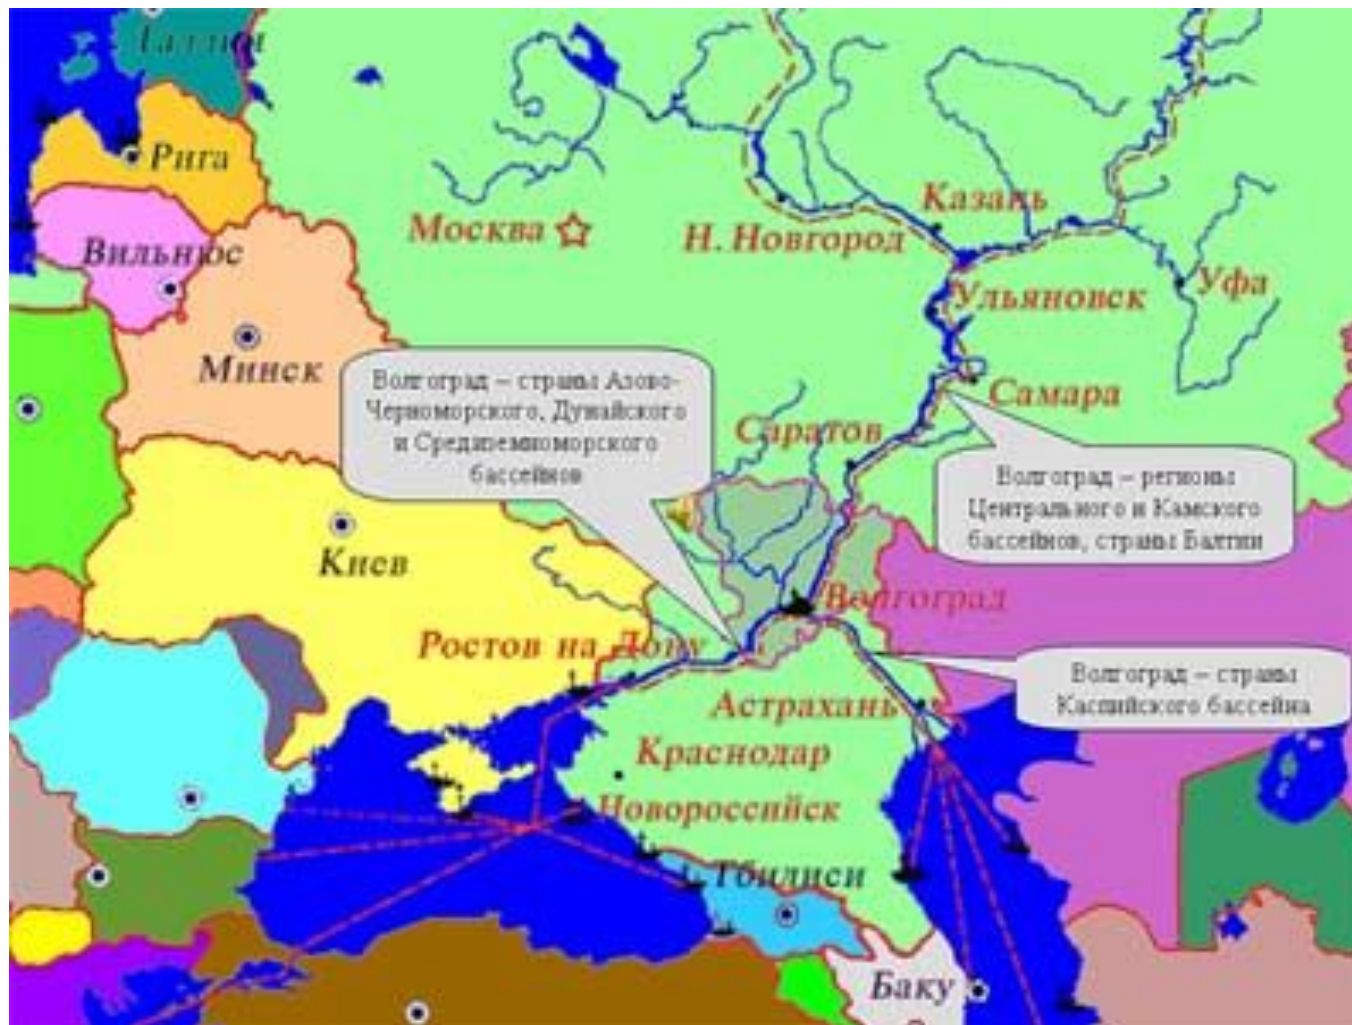 Таллин
Рига
Вильнюс
Москва
Н. Новгород
Казань
Ульяновск
Уфа
Минск
Волгоград – страны Азово-
Черноморского, Дунайского
и Средиземноморского
бассейнов
Самара
Саратов
Волгоград – регионы
Центрального и Камского
бассейнов, страны Балтии
Киев
Волгоград
Ростов на Дону
Волгоград – страны
Каспийского бассейна
Астрахань
Краснодар
Новороссийск
Тбилиси
Баку